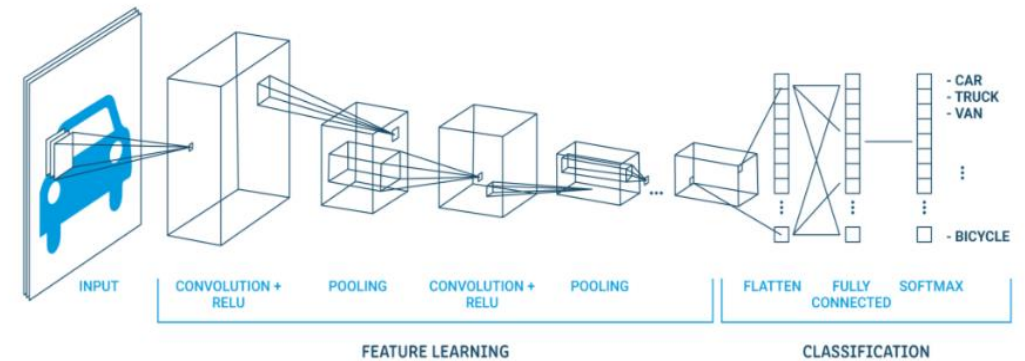 - CAR
- TRUCK
- VAN
- BICYCLE
INPUT
CONVOLUTION +
RELU
POOLING
CONVOLUTION +
RELU
POOLING
FLATTEN
FULLY
CONNECTED
SOFTMAX
FEATURE LEARNING
CLASSIFICATION